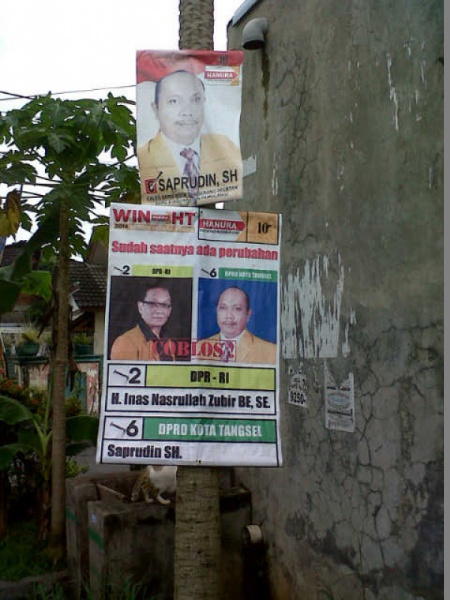 HANURA
SAPRUDIN, SH
WIN HT
2014
HANURA
10
Sudah saatnya ada perubahan
2 DPR-RI
6 DPRD KOTA TANGSEL
COBLOS!
2 DPR - RI
H. Inas Nasrullah Zubir BE, SE.
6 DPRD KOTA TANGSEL
Saprudin SH.